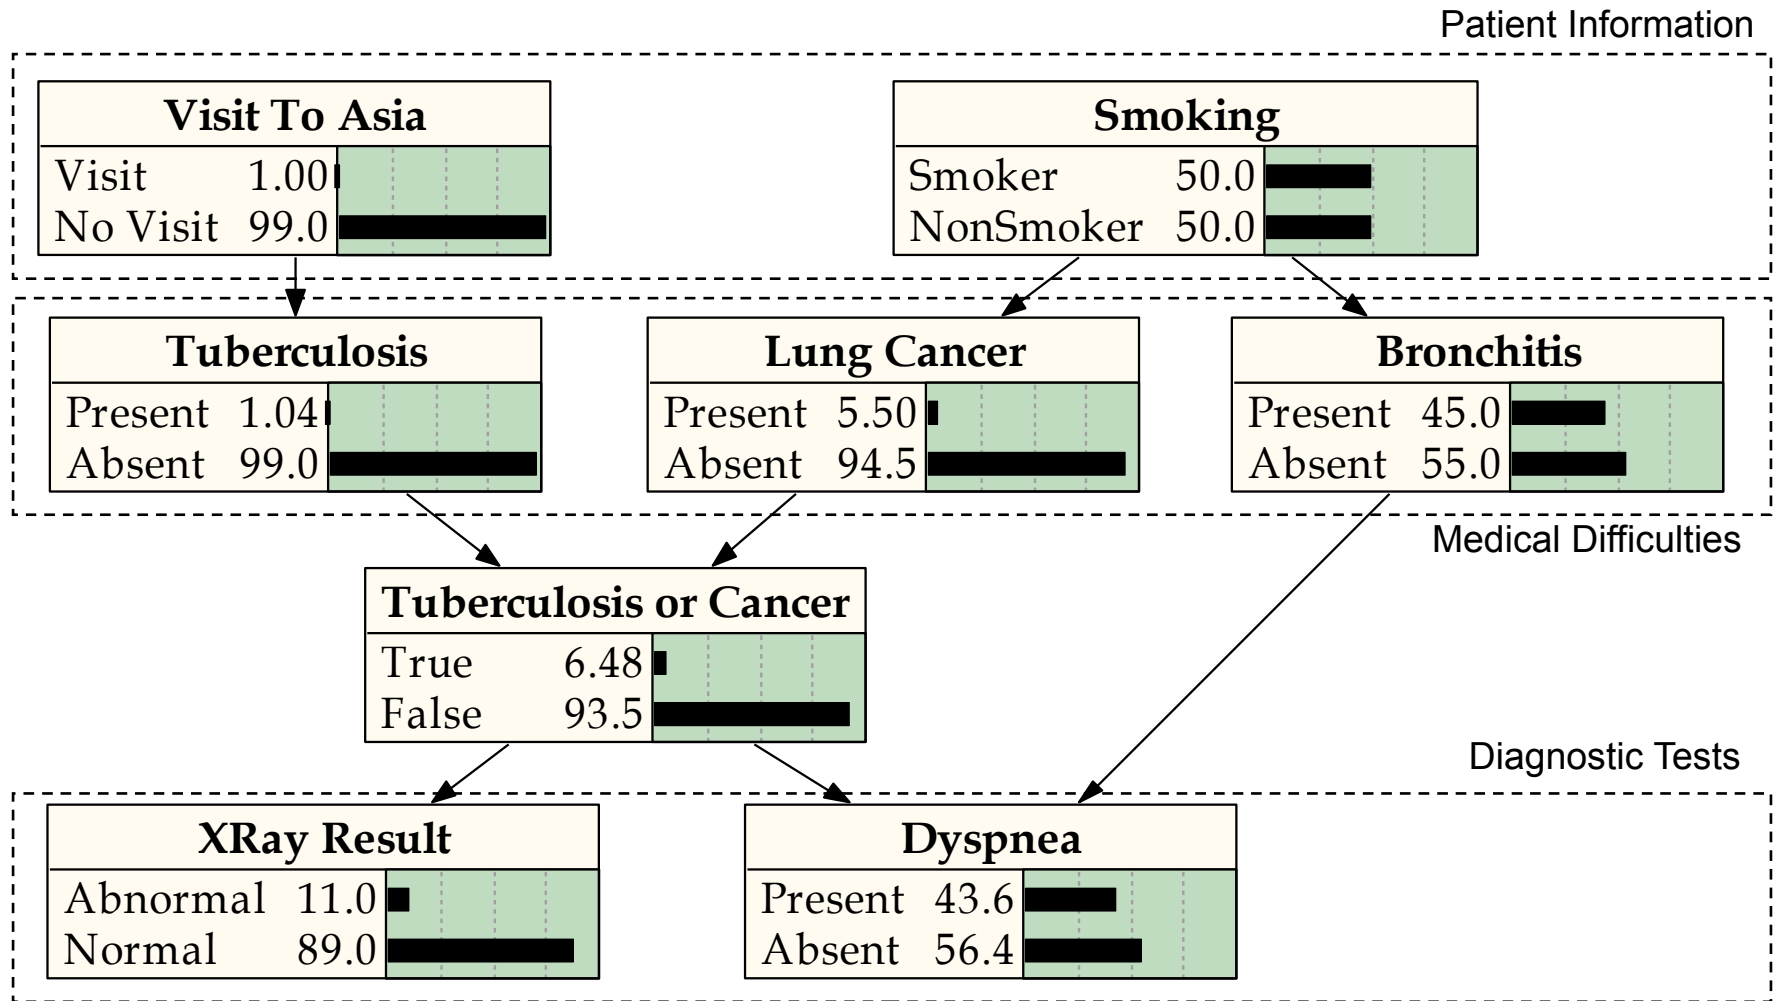 Patient Information
Visit To Asia
Visit 1.00
No Visit 99.0
Smoking
Smoker 50.0
NonSmoker 50.0
Tuberculosis
Present 1.04
Absent 99.0
Lung Cancer
Present 5.50
Absent 94.5
Bronchitis
Present 45.0
Absent 55.0
Medical Difficulties
Tuberculosis or Cancer
True 6.48
False 93.5
Diagnostic Tests
XRay Result
Abnormal 11.0
Normal 89.0
Dyspnea
Present 43.6
Absent 56.4